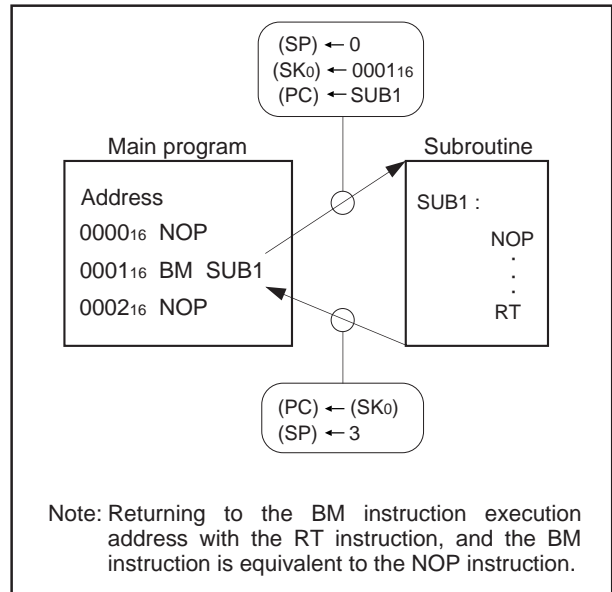 (SP) ← 0
(SK₀) ← 0001₁₆
(PC) ← SUB1
Main program
Subroutine
Address
0000₁₆ NOP
0001₁₆ BM SUB1
0002₁₆ NOP
SUB1 :
NOP
.
.
.
RT
(PC) ← (SK₀)
(SP) ← 3
Note: Returning to the BM instruction execution
address with the RT instruction, and the BM
instruction is equivalent to the NOP instruction.